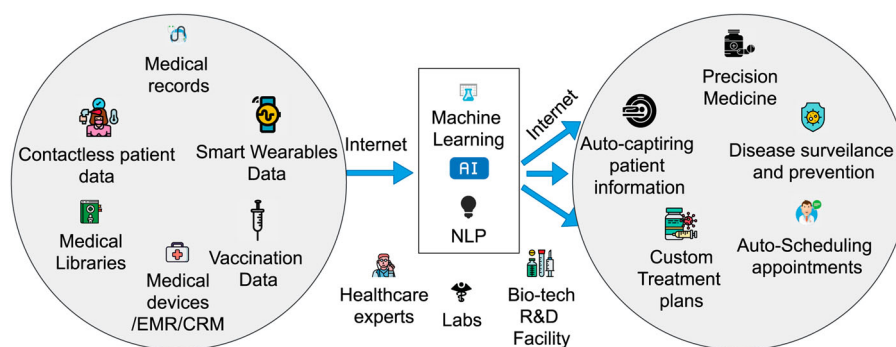 Medical
records
Contactless patient
data
Smart Wearables
Data
Medical
Libraries
Medical
devices
/EMR/CRM
Vaccination
Data
Internet
Machine
Learning
AI
NLP
Healthcare
experts
Labs
Bio-tech
R&D
Facility
Internet
Precision
Medicine
Auto-captiring
patient
information
Disease surveilance
and prevention
Custom
Treatment
plans
Auto-Scheduling
appointments